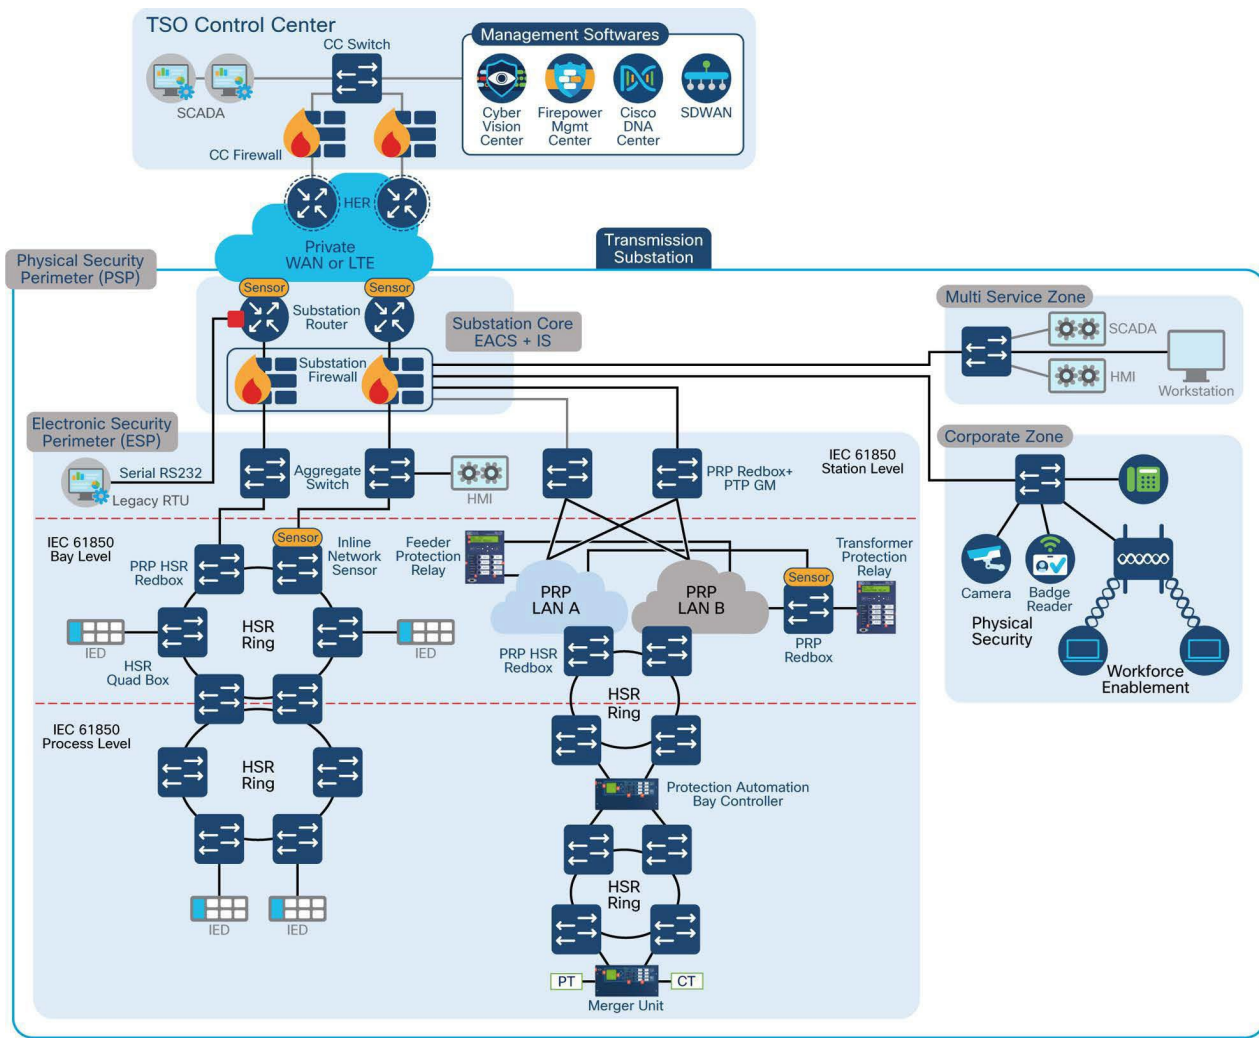 TSO Control Center
CC Switch
Management Softwares
SCADA
Cyber
Vision
Center
Firepower
Mgmt
Center
Cisco
DNA
Center
SDWAN
CC Firewall
HER
Private
WAN or LTE
Physical Security
Perimeter (PSP)
Transmission
Substation
Sensor
Sensor
Substation
Router
Substation Core
EACS + IS
Substation
Firewall
Multi Service Zone
SCADA
HMI
Workstation
Electronic Security
Perimeter (ESP)
Serial RS232
Legacy RTU
Aggregate
Switch
HMI
PRP Redbox+
PTP GM
IEC 61850
Station Level
Corporate Zone
Camera
Badge
Reader
Physical
Security
Workforce
Enablement
IEC 61850
Bay Level
PRP HSR
Redbox
Sensor
Inline
Network
Sensor
Feeder
Protection
Relay
PRP
LAN A
PRP
LAN B
Sensor
Transformer
Protection
Relay
PRP
Redbox
IED
HSR
Ring
IED
HSR
Quad Box
PRP HSR
Redbox
HSR
Ring
IEC 61850
Process Level
HSR
Ring
Protection Automation
Bay Controller
HSR
Ring
IED
IED
PT
CT
Merger Unit